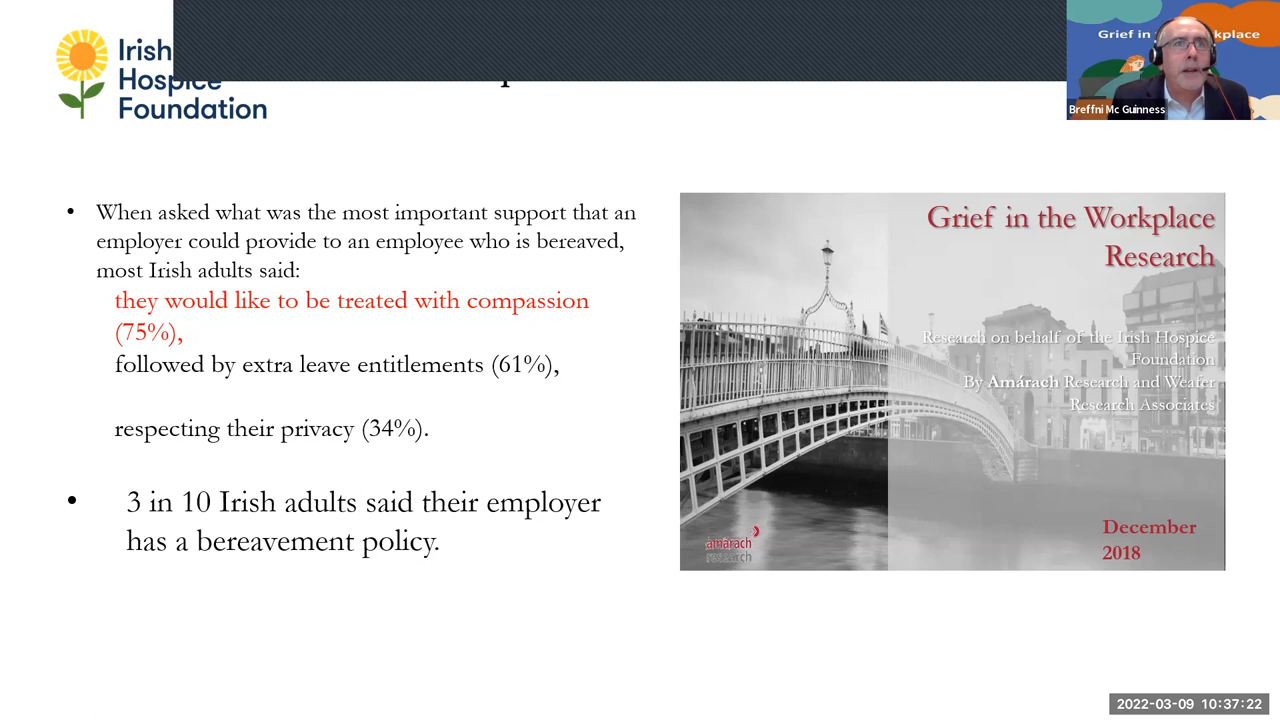 Irish
Hospice
Foundation
Grief in
kplace
Breffni Mc Guinness
• When asked what was the most important support that an
employer could provide to an employee who is bereaved,
most Irish adults said:
they would like to be treated with compassion
(75%),
followed by extra leave entitlements (61%),
respecting their privacy (34%).
• 3 in 10 Irish adults said their employer
has a bereavement policy.
Grief in the Workplace
Research
Research on behalf of the Irish Hospice
Foundation
By Amárach Research and Weafer
Research Associates
December
2018
amárach
research
2022-03-09 10:37:22